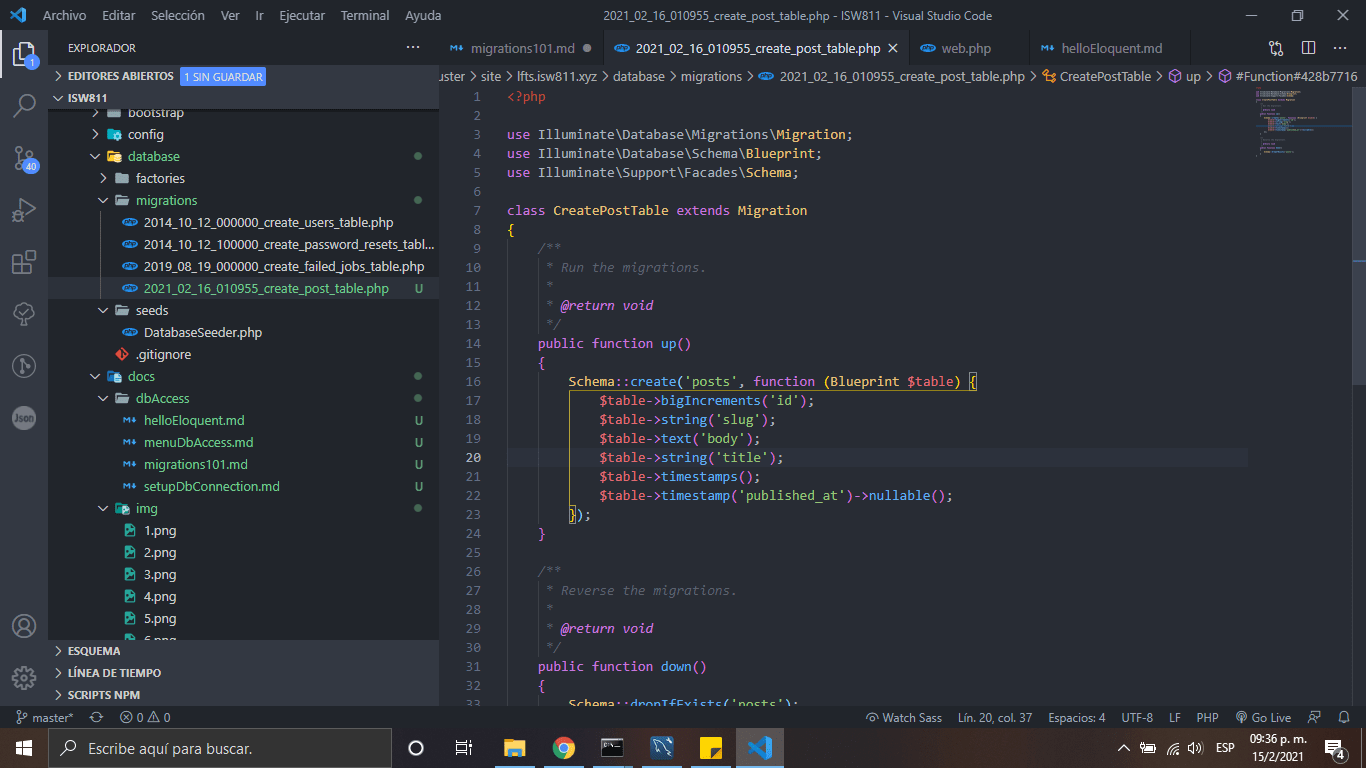 Archivo Editar Selección Ver Ir Ejecutar Terminal Ayuda
2021_02_16_010955_create_post_table.php - ISW811 - Visual Studio Code
EXPLORADOR
EDITORES ABIERTOS 1 SIN GUARDAR
ISW811
bootstrap
config
database
factories
migrations
2014_10_12_000000_create_users_table.php
2014_10_12_100000_create_password_resets_tabl...
2019_08_19_000000_create_failed_jobs_table.php
2021_02_16_010955_create_post_table.php U
seeds
DatabaseSeeder.php
.gitignore
docs
dbAccess
helloEloquent.md U
menuDbAccess.md U
migrations101.md U
setupDbConnection.md U
img
1.png
2.png
3.png
4.png
5.png
6.png
ESQUEMA
LÍNEA DE TIEMPO
SCRIPTS NPM
1
40
Json
migrations101.md
2021_02_16_010955_create_post_table.php
web.php
helloEloquent.md
uster > site > lfts.isw811.xyz > database > migrations > 2021_02_16_010955_create_post_table.php > CreatePostTable > up > #Function#428b7716
1 <?php
2
3 use Illuminate\Database\Migrations\Migration;
4 use Illuminate\Database\Schema\Blueprint;
5 use Illuminate\Support\Facades\Schema;
6
7 class CreatePostTable extends Migration
8 {
9 /**
10 * Run the migrations.
11 *
12 * @return void
13 */
14 public function up()
15 {
16 Schema::create('posts', function (Blueprint $table) {
17 $table->bigIncrements('id');
18 $table->string('slug');
19 $table->text('body');
20 $table->string('title');
21 $table->timestamps();
22 $table->timestamp('published_at')->nullable();
23 });
24 }
25
26 /**
27 * Reverse the migrations.
28 *
29 * @return void
30 */
31 public function down()
32 {
33 Schema::dropIfExists('posts');
master* 0 0
Watch Sass Lín. 20, col. 37 Espacios: 4 UTF-8 LF PHP Go Live
Escribe aquí para buscar.
ESP
09:36 p. m.
15/2/2021
4